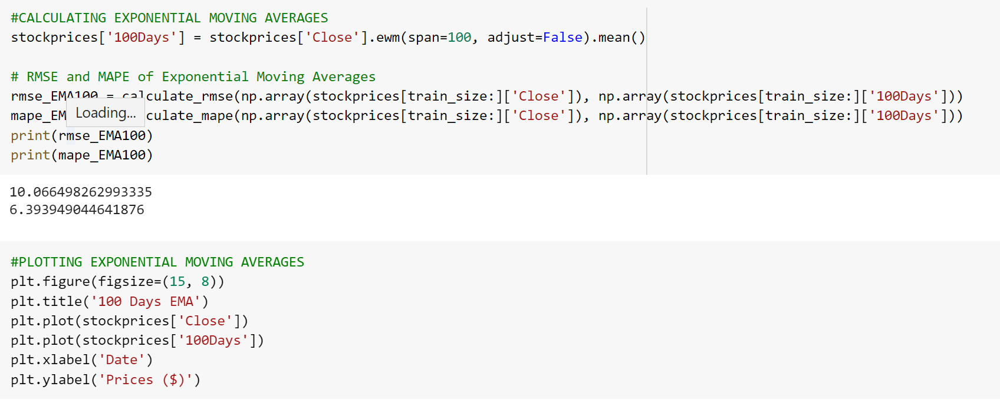 #CALCULATING EXPONENTIAL MOVING AVERAGES
stockprices['100Days'] = stockprices['Close'].ewm(span=100, adjust=False).mean()
# RMSE and MAPE of Exponential Moving Averages
rmse_EMA100 = calculate_rmse(np.array(stockprices[train_size:]['Close']), np.array(stockprices[train_size:]['100Days']))
mape_EM Loading... culate_mape(np.array(stockprices[train_size:]['Close']), np.array(stockprices[train_size:]['100Days']))
print(rmse_EMA100)
print(mape_EMA100)
10.066498262993335
6.393949044641876
#PLOTTING EXPONENTIAL MOVING AVERAGES
plt.figure(figsize=(15, 8))
plt.title('100 Days EMA')
plt.plot(stockprices['Close'])
plt.plot(stockprices['100Days'])
plt.xlabel('Date')
plt.ylabel('Prices ($)')